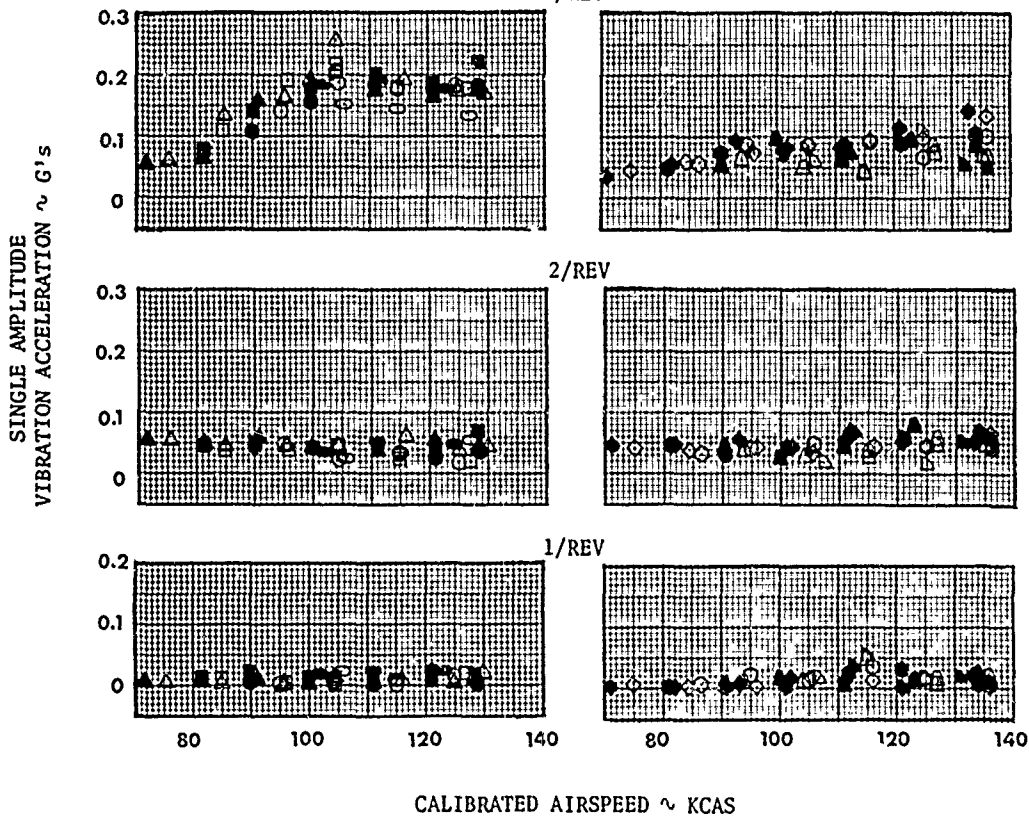 0.3
0.2
0.1
0
2/REV
0.3
0.2
0.1
0
SINGLE AMPLITUDE
VIBRATION ACCELERATION ~ G's
1/REV
0.2
0.1
0
80 100 120 140 80 100 120 140
CALIBRATED AIRSPEED ~ KCAS